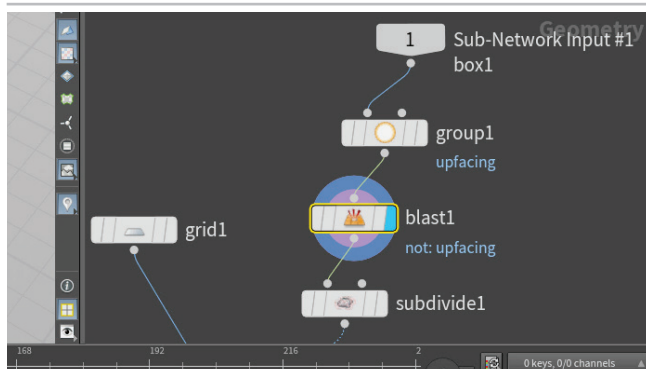 Geometry
1
Sub-Network Input #1
box1
group1
upfacing
blast1
not: upfacing
grid1
subdivide1
168
192
216
2
0 keys, 0/0 channels